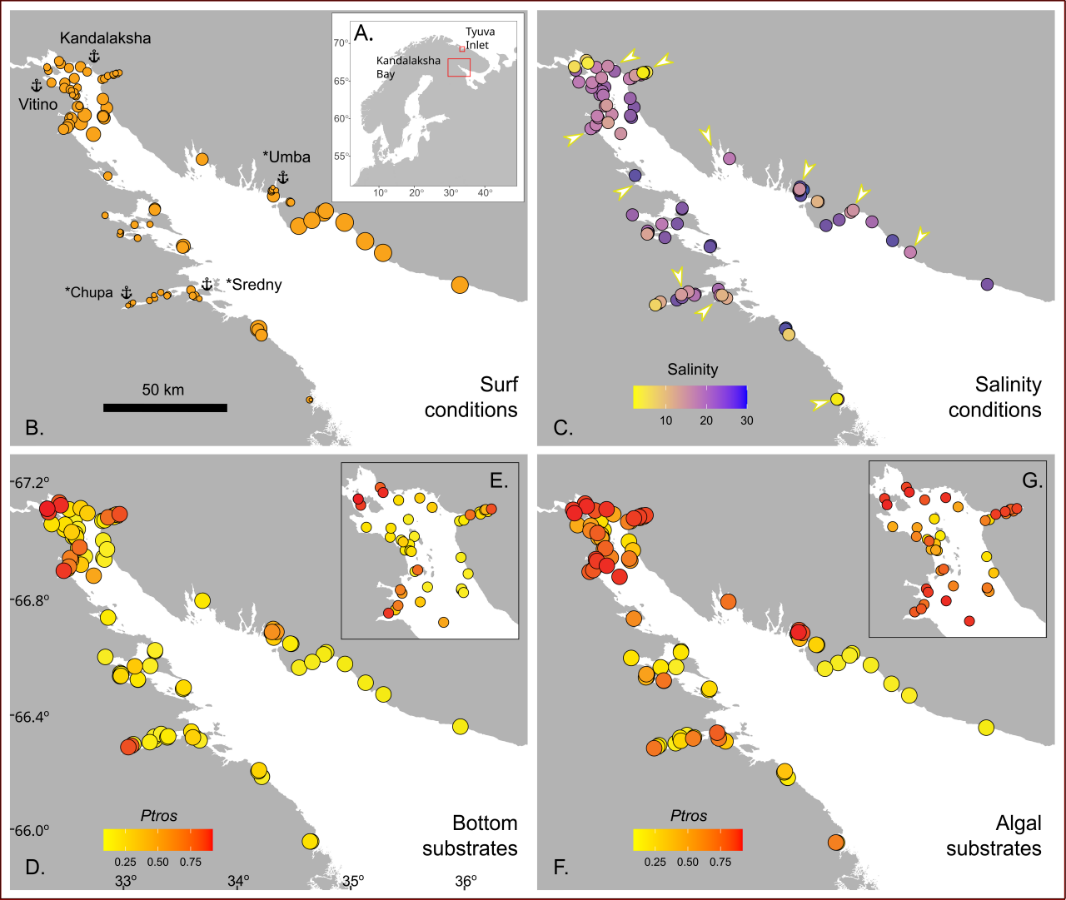 Kandalaksha
Vitino
*Umba
*Chupa
*Sredny
50 km
Surf
conditions
B.
A.
Tyuva
Inlet
Kandalaksha
Bay
70°
65°
60°
55°
10° 20° 30° 40°
Salinity
10 20 30
Salinity
conditions
C.
67.2°
66.8°
66.4°
66.0°
E.
Ptros
0.25 0.50 0.75
Bottom
substrates
D.
33° 34° 35° 36°
G.
Ptros
0.25 0.50 0.75
Algal
substrates
F.